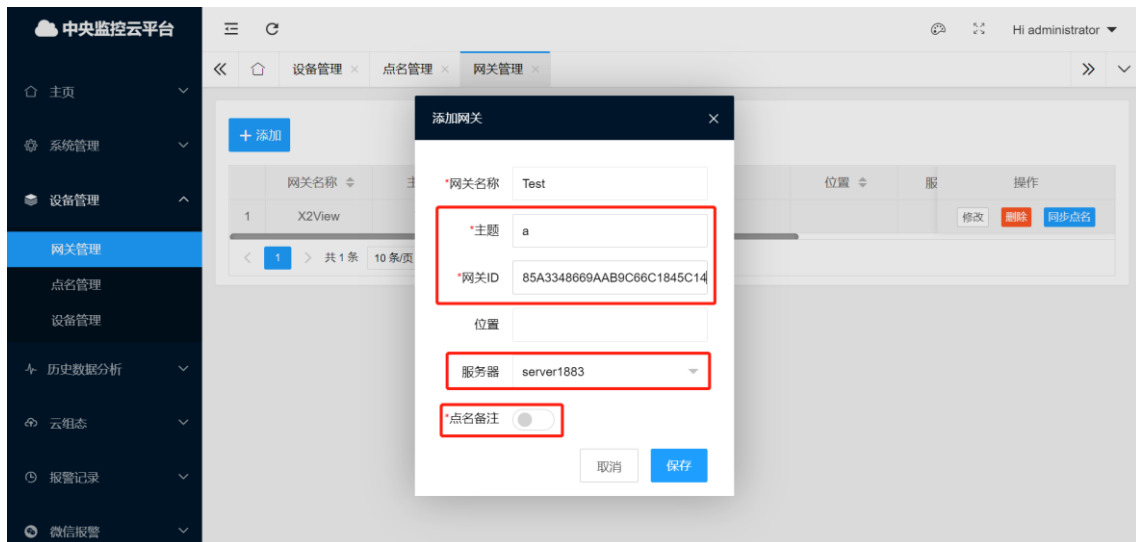 中央监控云平台
Hi administrator
设备管理 × 点名管理 × 网关管理 ×
主页
系统管理
设备管理
网关管理
点名管理
设备管理
历史数据分析
云组态
报警记录
微信报警
+ 添加
网关名称 位置 操作
1 X2View 修改 删除 同步点名
1 共 1 条 10 条/页
添加网关 ×
*网关名称 Test
*主题 a
*网关ID 85A3348669AAB9C66C1845C14
位置
服务器 server1883
*点名备注
取消 保存